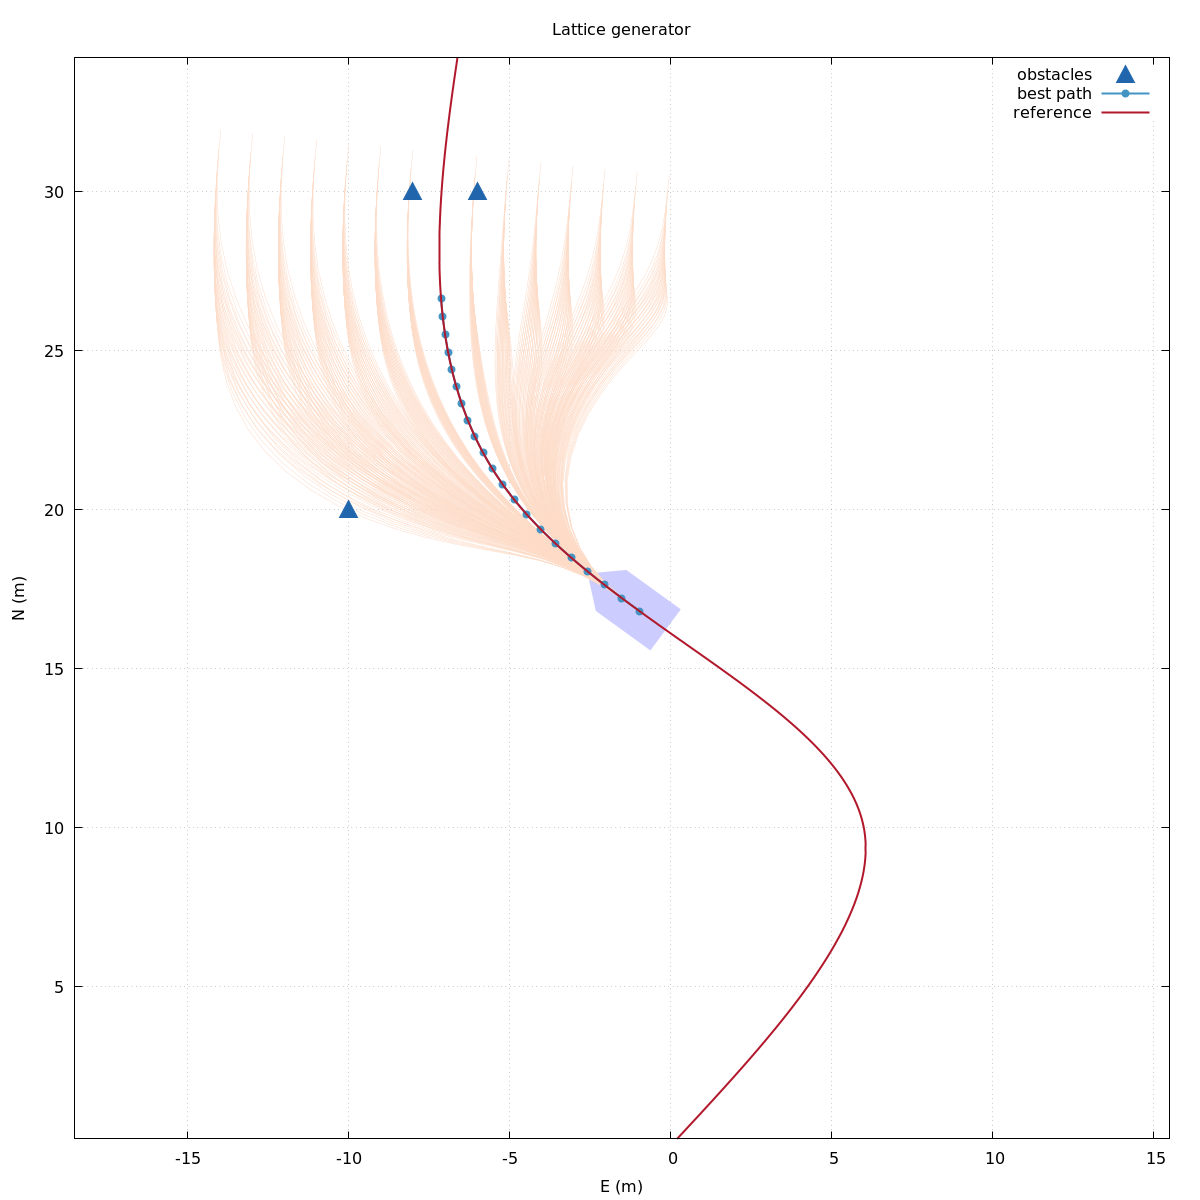 Lattice generator
obstacles
best path
reference
30
25
20
15
10
5
N (m)
-15 -10 -5 0 5 10 15
E (m)